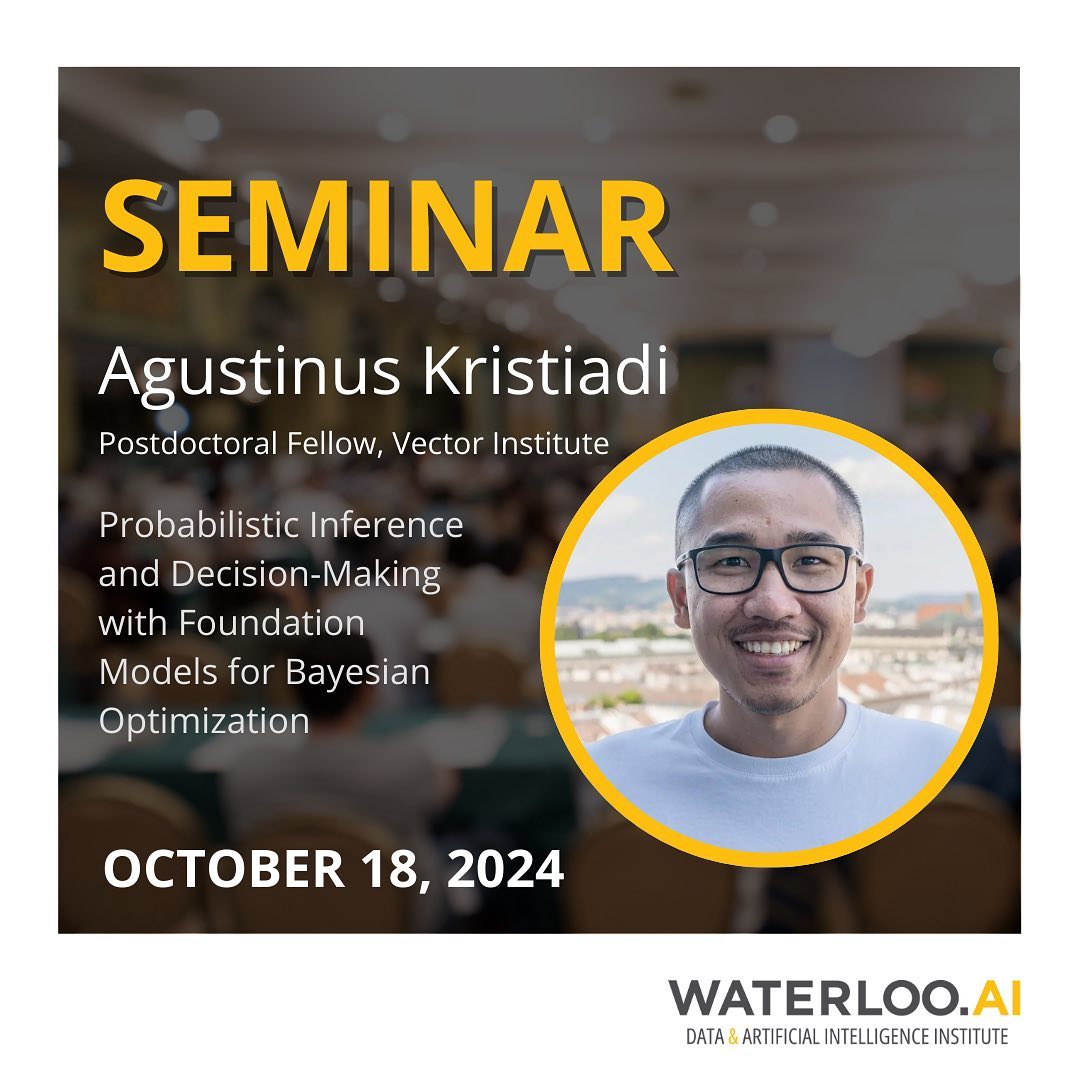 SEMINAR
Agustinus Kristiadi
Postdoctoral Fellow, Vector Institute
Probabilistic Inference
and Decision-Making
with Foundation
Models for Bayesian
Optimization
OCTOBER 18, 2024
WATERLOO.AI
DATA & ARTIFICIAL INTELLIGENCE INSTITUTE